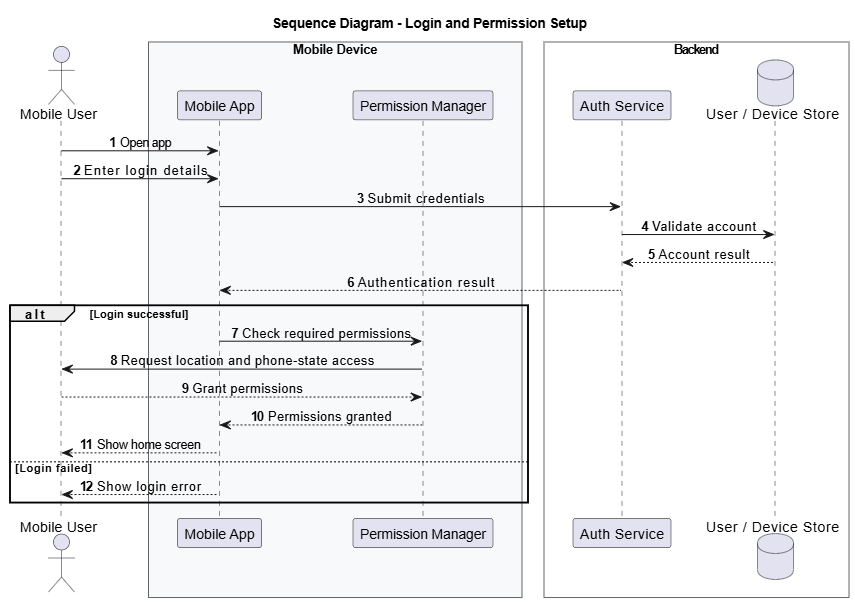 Sequence Diagram - Login and Permission Setup
Mobile Device
Backend
Mobile User
Mobile App
Permission Manager
Auth Service
User / Device Store
1 Open app
2 Enter login details
3 Submit credentials
4 Validate account
5 Account result
6 Authentication result
alt [Login successful]
7 Check required permissions
8 Request location and phone-state access
9 Grant permissions
10 Permissions granted
11 Show home screen
[Login failed]
12 Show login error
Mobile User
Mobile App
Permission Manager
Auth Service
User / Device Store